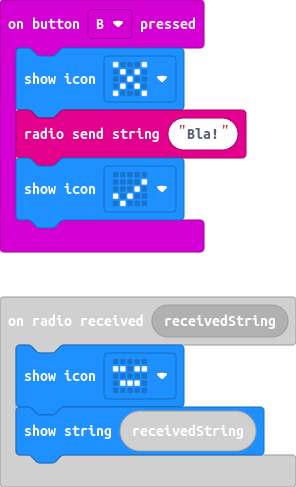 on button B pressed
show icon
radio send string "Bla!"
show icon
on radio received receivedString
show icon
show string receivedString